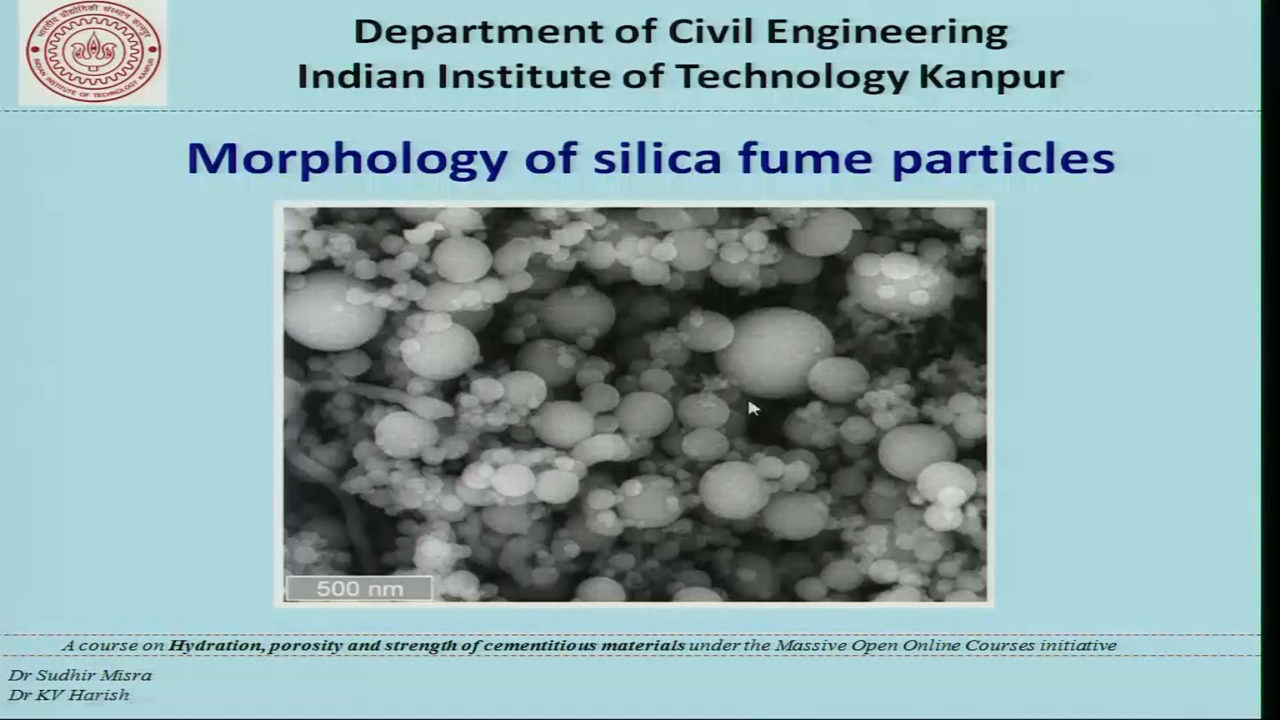 Department of Civil Engineering
Indian Institute of Technology Kanpur
Morphology of silica fume particles
500 nm
A course on Hydration, porosity and strength of cementitious materials under the Massive Open Online Courses initiative
Dr Sudhir Misra
Dr KV Harish